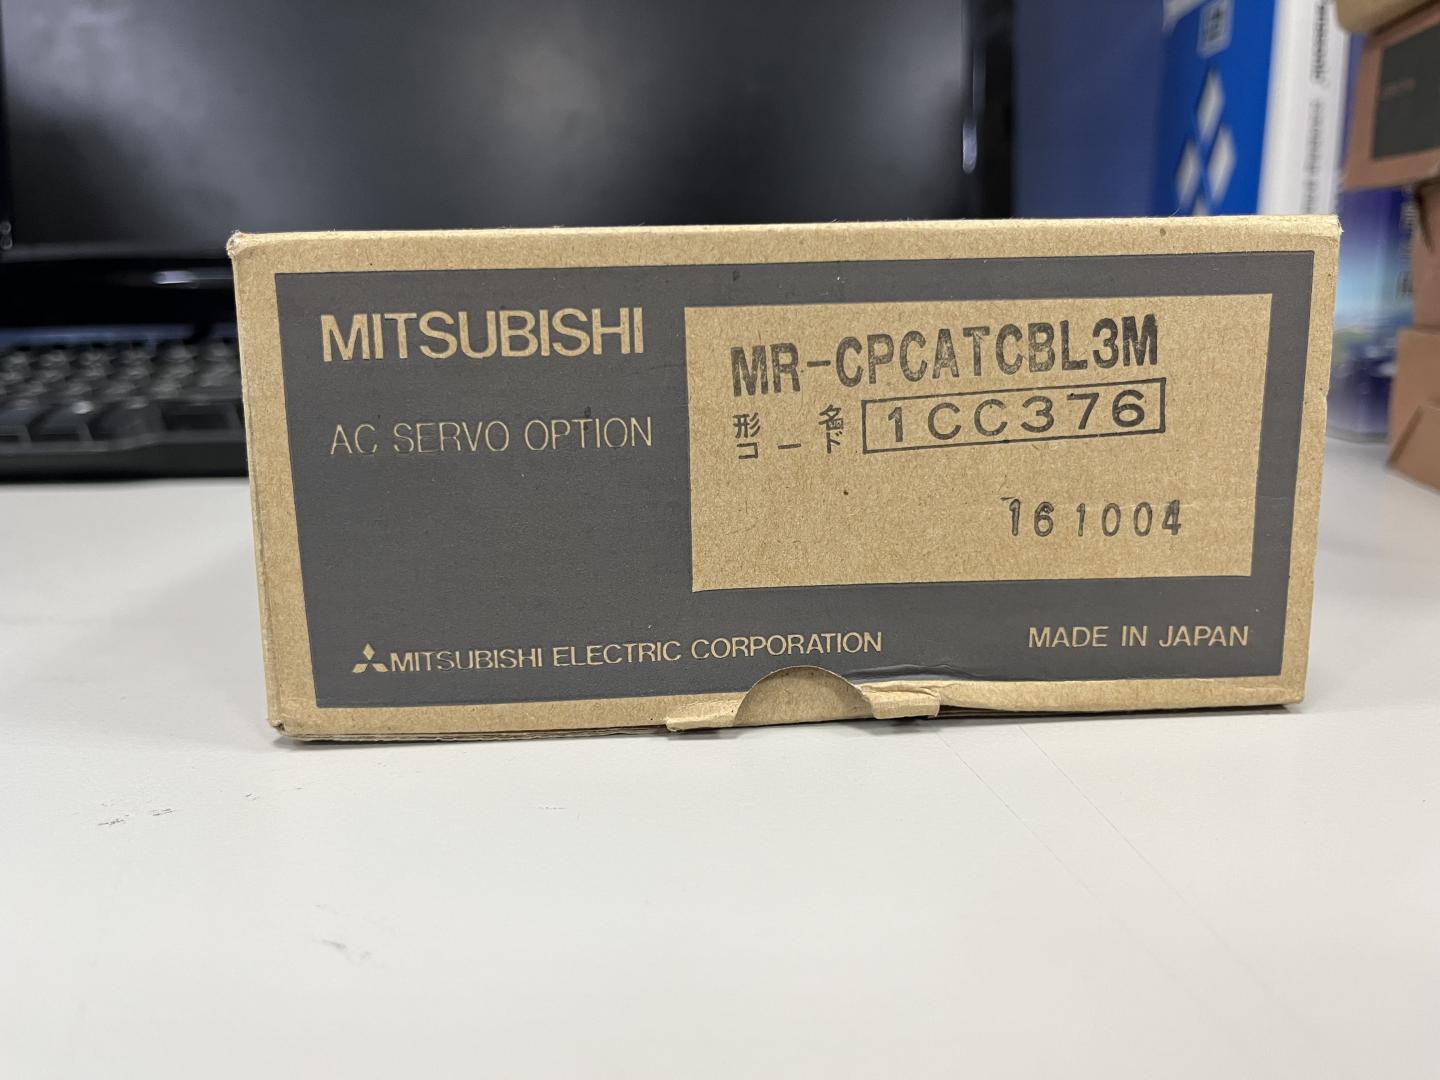 MITSUBISHI
AC SERVO OPTION
MR-CPCATCBL3M
形名
コード 1CC376
161004
MITSUBISHI ELECTRIC CORPORATION
MADE IN JAPAN